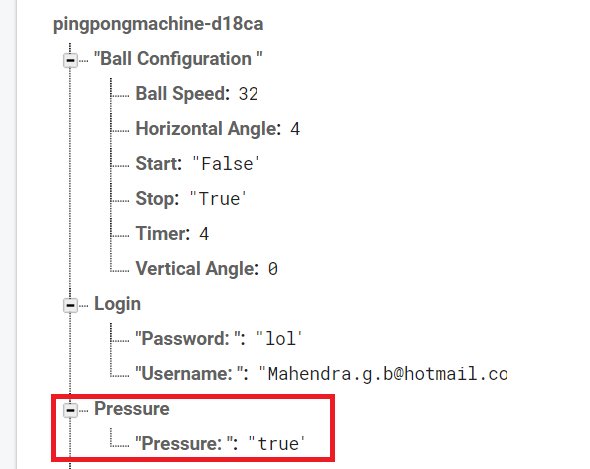 pingpongmachine-d18ca
"Ball Configuration "
Ball Speed: 32
Horizontal Angle: 4
Start: "False"
Stop: "True"
Timer: 4
Vertical Angle: 0
Login
"Password: ": "lol"
"Username: ": "Mahendra.g.b@hotmail.co
Pressure
"Pressure: ": "true"